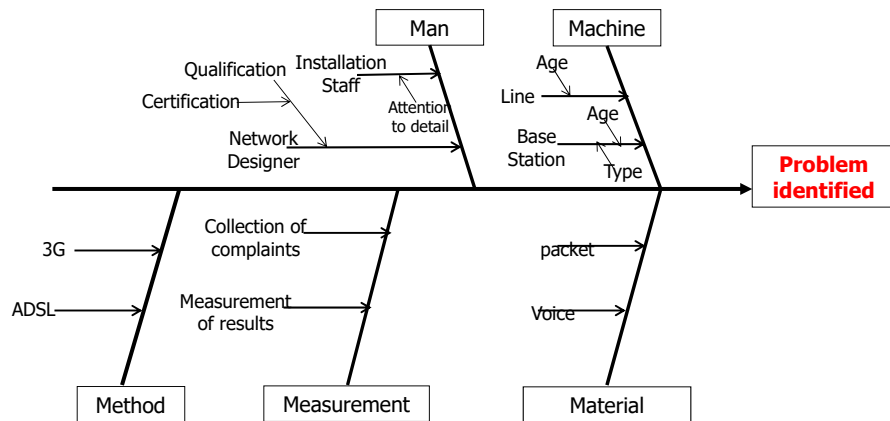 Man
Machine
Qualification
Installation
Staff
Certification
Attention
to detail
Network
Designer
Age
Line
Age
Base
Station
Type
Problem
identified
Collection of
complaints
3G
packet
Measurement
of results
ADSL
Voice
Method
Measurement
Material